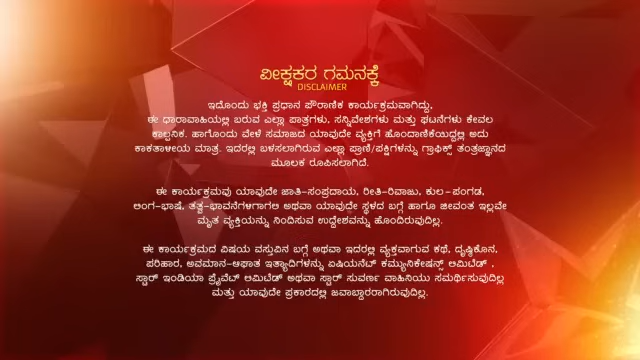 ವೀಕ್ಷಕರ ಗಮನಕ್ಕೆ
DISCLAIMER
ಇದೊಂದು ಭಕ್ತಿ ಪ್ರಧಾನ ಪೌರಾಣಿಕ ಕಾರ್ಯಕ್ರಮವಾಗಿದ್ದು,
ಈ ಧಾರಾವಾಹಿಯಲ್ಲಿ ಬರುವ ಎಲ್ಲಾ ಪಾತ್ರಗಳು, ಸನ್ನಿವೇಶಗಳು ಮತ್ತು ಘಟನೆಗಳು ಕೇವಲ
ಕಾಲ್ಪನಿಕ. ಹಾಗೊಂದು ವೇಳೆ ಸಮಾಜದ ಯಾವುದೇ ವ್ಯಕ್ತಿಗೆ ಹೊಂದಾಣಿಕೆಯಿದ್ದಲ್ಲಿ ಅದು
ಕಾಕತಾಳೀಯ ಮಾತ್ರ. ಇದರಲ್ಲಿ ಬಳಸಲಾಗಿರುವ ಎಲ್ಲಾ ಪ್ರಾಣಿ/ಪಕ್ಷಿಗಳನ್ನು ಗ್ರಾಫಿಕ್ಸ್ ತಂತ್ರಜ್ಞಾನದ
ಮೂಲಕ ರೂಪಿಸಲಾಗಿದೆ.
ಈ ಕಾರ್ಯಕ್ರಮವು ಯಾವುದೇ ಜಾತಿ-ಸಂಪ್ರದಾಯ, ರೀತಿ-ರಿವಾಜು, ಕುಲ-ಪಂಗಡ,
ಲಿಂಗ-ಭಾಷೆ, ತತ್ವ-ಭಾವನೆಗಳಿಗಾಗಲಿ ಅಥವಾ ಯಾವುದೇ ಸ್ಥಳದ ಬಗ್ಗೆ ಹಾಗೂ ಜೀವಂತ ಇಲ್ಲವೇ
ಮೃತ ವ್ಯಕ್ತಿಯನ್ನು ನಿಂದಿಸುವ ಉದ್ದೇಶವನ್ನು ಹೊಂದಿರುವುದಿಲ್ಲ.
ಈ ಕಾರ್ಯಕ್ರಮದ ವಿಷಯ ವಸ್ತುವಿನ ಬಗ್ಗೆ ಅಥವಾ ಇದರಲ್ಲಿ ವ್ಯಕ್ತವಾಗುವ ಕಥೆ, ದೃಷ್ಟಿಕೊನ,
ಪರಿಹಾರ, ಅವಮಾನ-ಆಘಾತ ಇತ್ಯಾದಿಗಳನ್ನು ಏಷಿಯನೆಟ್ ಕಮ್ಯುನಿಕೇಷನ್ಸ್ ಲಿಮಿಟೆಡ್ ,
ಸ್ಟಾರ್ ಇಂಡಿಯಾ ಪ್ರೈವೆಟ್ ಲಿಮಿಟೆಡ್ ಅಥವಾ ಸ್ಟಾರ್ ಸುವರ್ಣ ವಾಹಿನಿಯು ಸಮರ್ಥಿಸುವುದಿಲ್ಲ
ಮತ್ತು ಯಾವುದೇ ಪ್ರಕಾರದಲ್ಲಿ ಜವಾಬ್ದಾರರಾಗಿರುವುದಿಲ್ಲ.